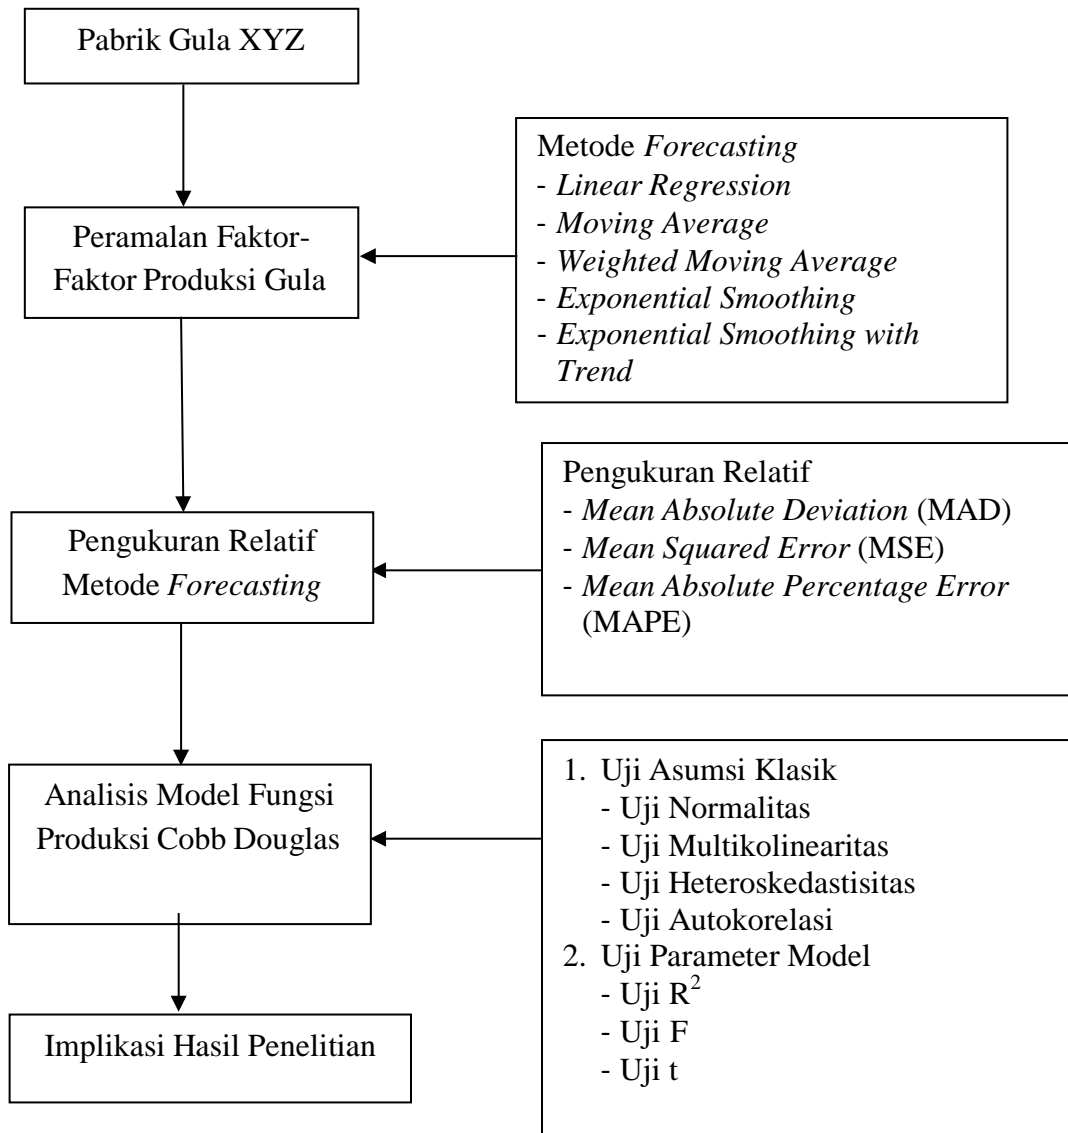 Pabrik Gula XYZ
Peramalan Faktor-
Faktor Produksi Gula
Metode Forecasting
- Linear Regression
- Moving Average
- Weighted Moving Average
- Exponential Smoothing
- Exponential Smoothing with
Trend
Pengukuran Relatif
Metode Forecasting
Pengukuran Relatif
- Mean Absolute Deviation (MAD)
- Mean Squared Error (MSE)
- Mean Absolute Percentage Error
(MAPE)
Analisis Model Fungsi
Produksi Cobb Douglas
1. Uji Asumsi Klasik
- Uji Normalitas
- Uji Multikolinearitas
- Uji Heteroskedastisitas
- Uji Autokorelasi
2. Uji Parameter Model
- Uji R²
- Uji F
- Uji t
Implikasi Hasil Penelitian